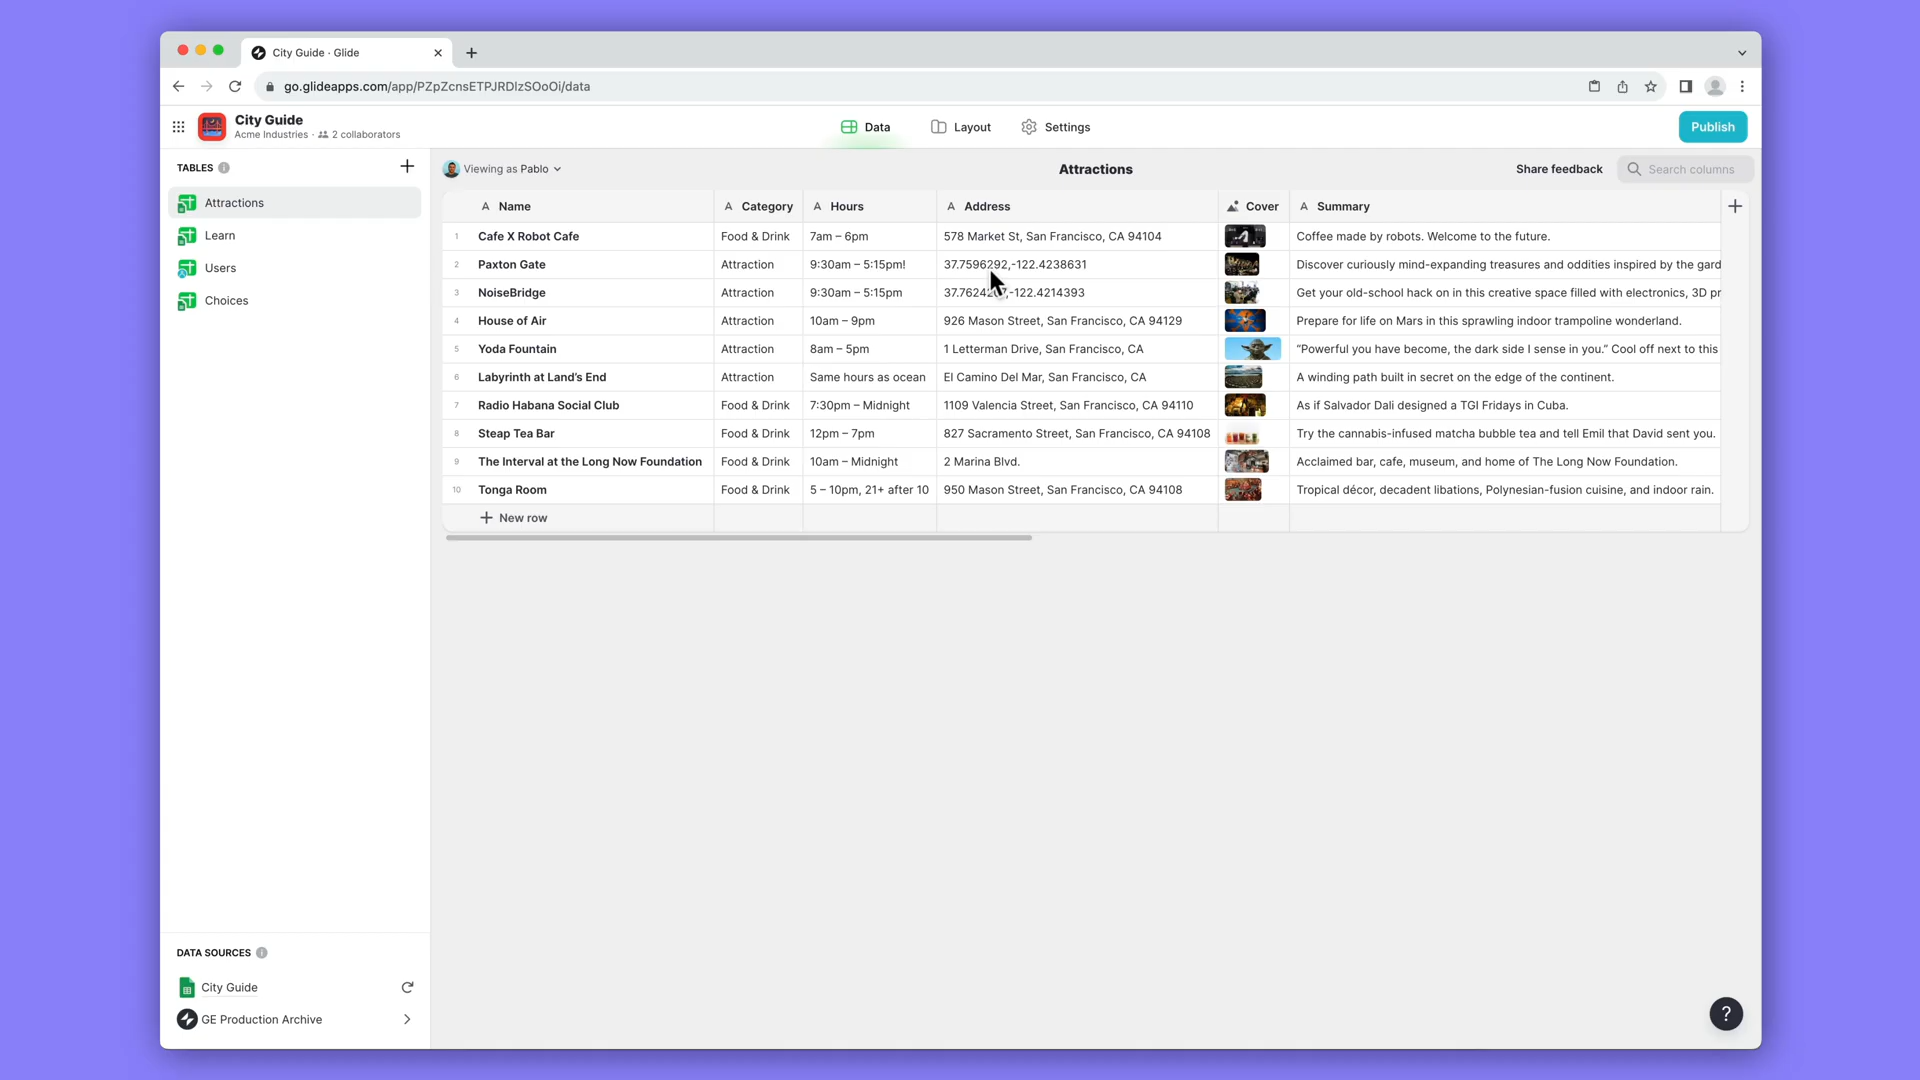 City Guide · Glide
go.glideapps.com/app/PZpZcnsETPJRDlzSOoOi/data
City Guide
Acme Industries · 2 collaborators
Data
Layout
Settings
Publish
TABLES
Attractions
Learn
Users
Choices
Viewing as Pablo
Attractions
Share feedback
Search columns
A Name A Category A Hours A Address Cover A Summary
1 Cafe X Robot Cafe Food & Drink 7am – 6pm 578 Market St, San Francisco, CA 94104 Coffee made by robots. Welcome to the future.
2 Paxton Gate Attraction 9:30am – 5:15pm! 37.7596292,-122.4238631 Discover curiously mind-expanding treasures and oddities inspired by the gard
3 NoiseBridge Attraction 9:30am – 5:15pm -122.4214393 Get your old-school hack on in this creative space filled with electronics, 3D pr
4 House of Air Attraction 10am – 9pm 926 Mason Street, San Francisco, CA 94129 Prepare for life on Mars in this sprawling indoor trampoline wonderland.
5 Yoda Fountain Attraction 8am – 5pm 1 Letterman Drive, San Francisco, CA “Powerful you have become, the dark side I sense in you.” Cool off next to this
6 Labyrinth at Land’s End Attraction Same hours as ocean El Camino Del Mar, San Francisco, CA A winding path built in secret on the edge of the continent.
7 Radio Habana Social Club Food & Drink 7:30pm – Midnight 1109 Valencia Street, San Francisco, CA 94110 As if Salvador Dali designed a TGI Fridays in Cuba.
8 Steap Tea Bar Food & Drink 12pm – 7pm 827 Sacramento Street, San Francisco, CA 94108 Try the cannabis-infused matcha bubble tea and tell Emil that David sent you.
9 The Interval at the Long Now Foundation Food & Drink 10am – Midnight 2 Marina Blvd. Acclaimed bar, cafe, museum, and home of The Long Now Foundation.
10 Tonga Room Food & Drink 5 – 10pm, 21+ after 10 950 Mason Street, San Francisco, CA 94108 Tropical décor, decadent libations, Polynesian-fusion cuisine, and indoor rain.
New row
DATA SOURCES
City Guide
GE Production Archive
?